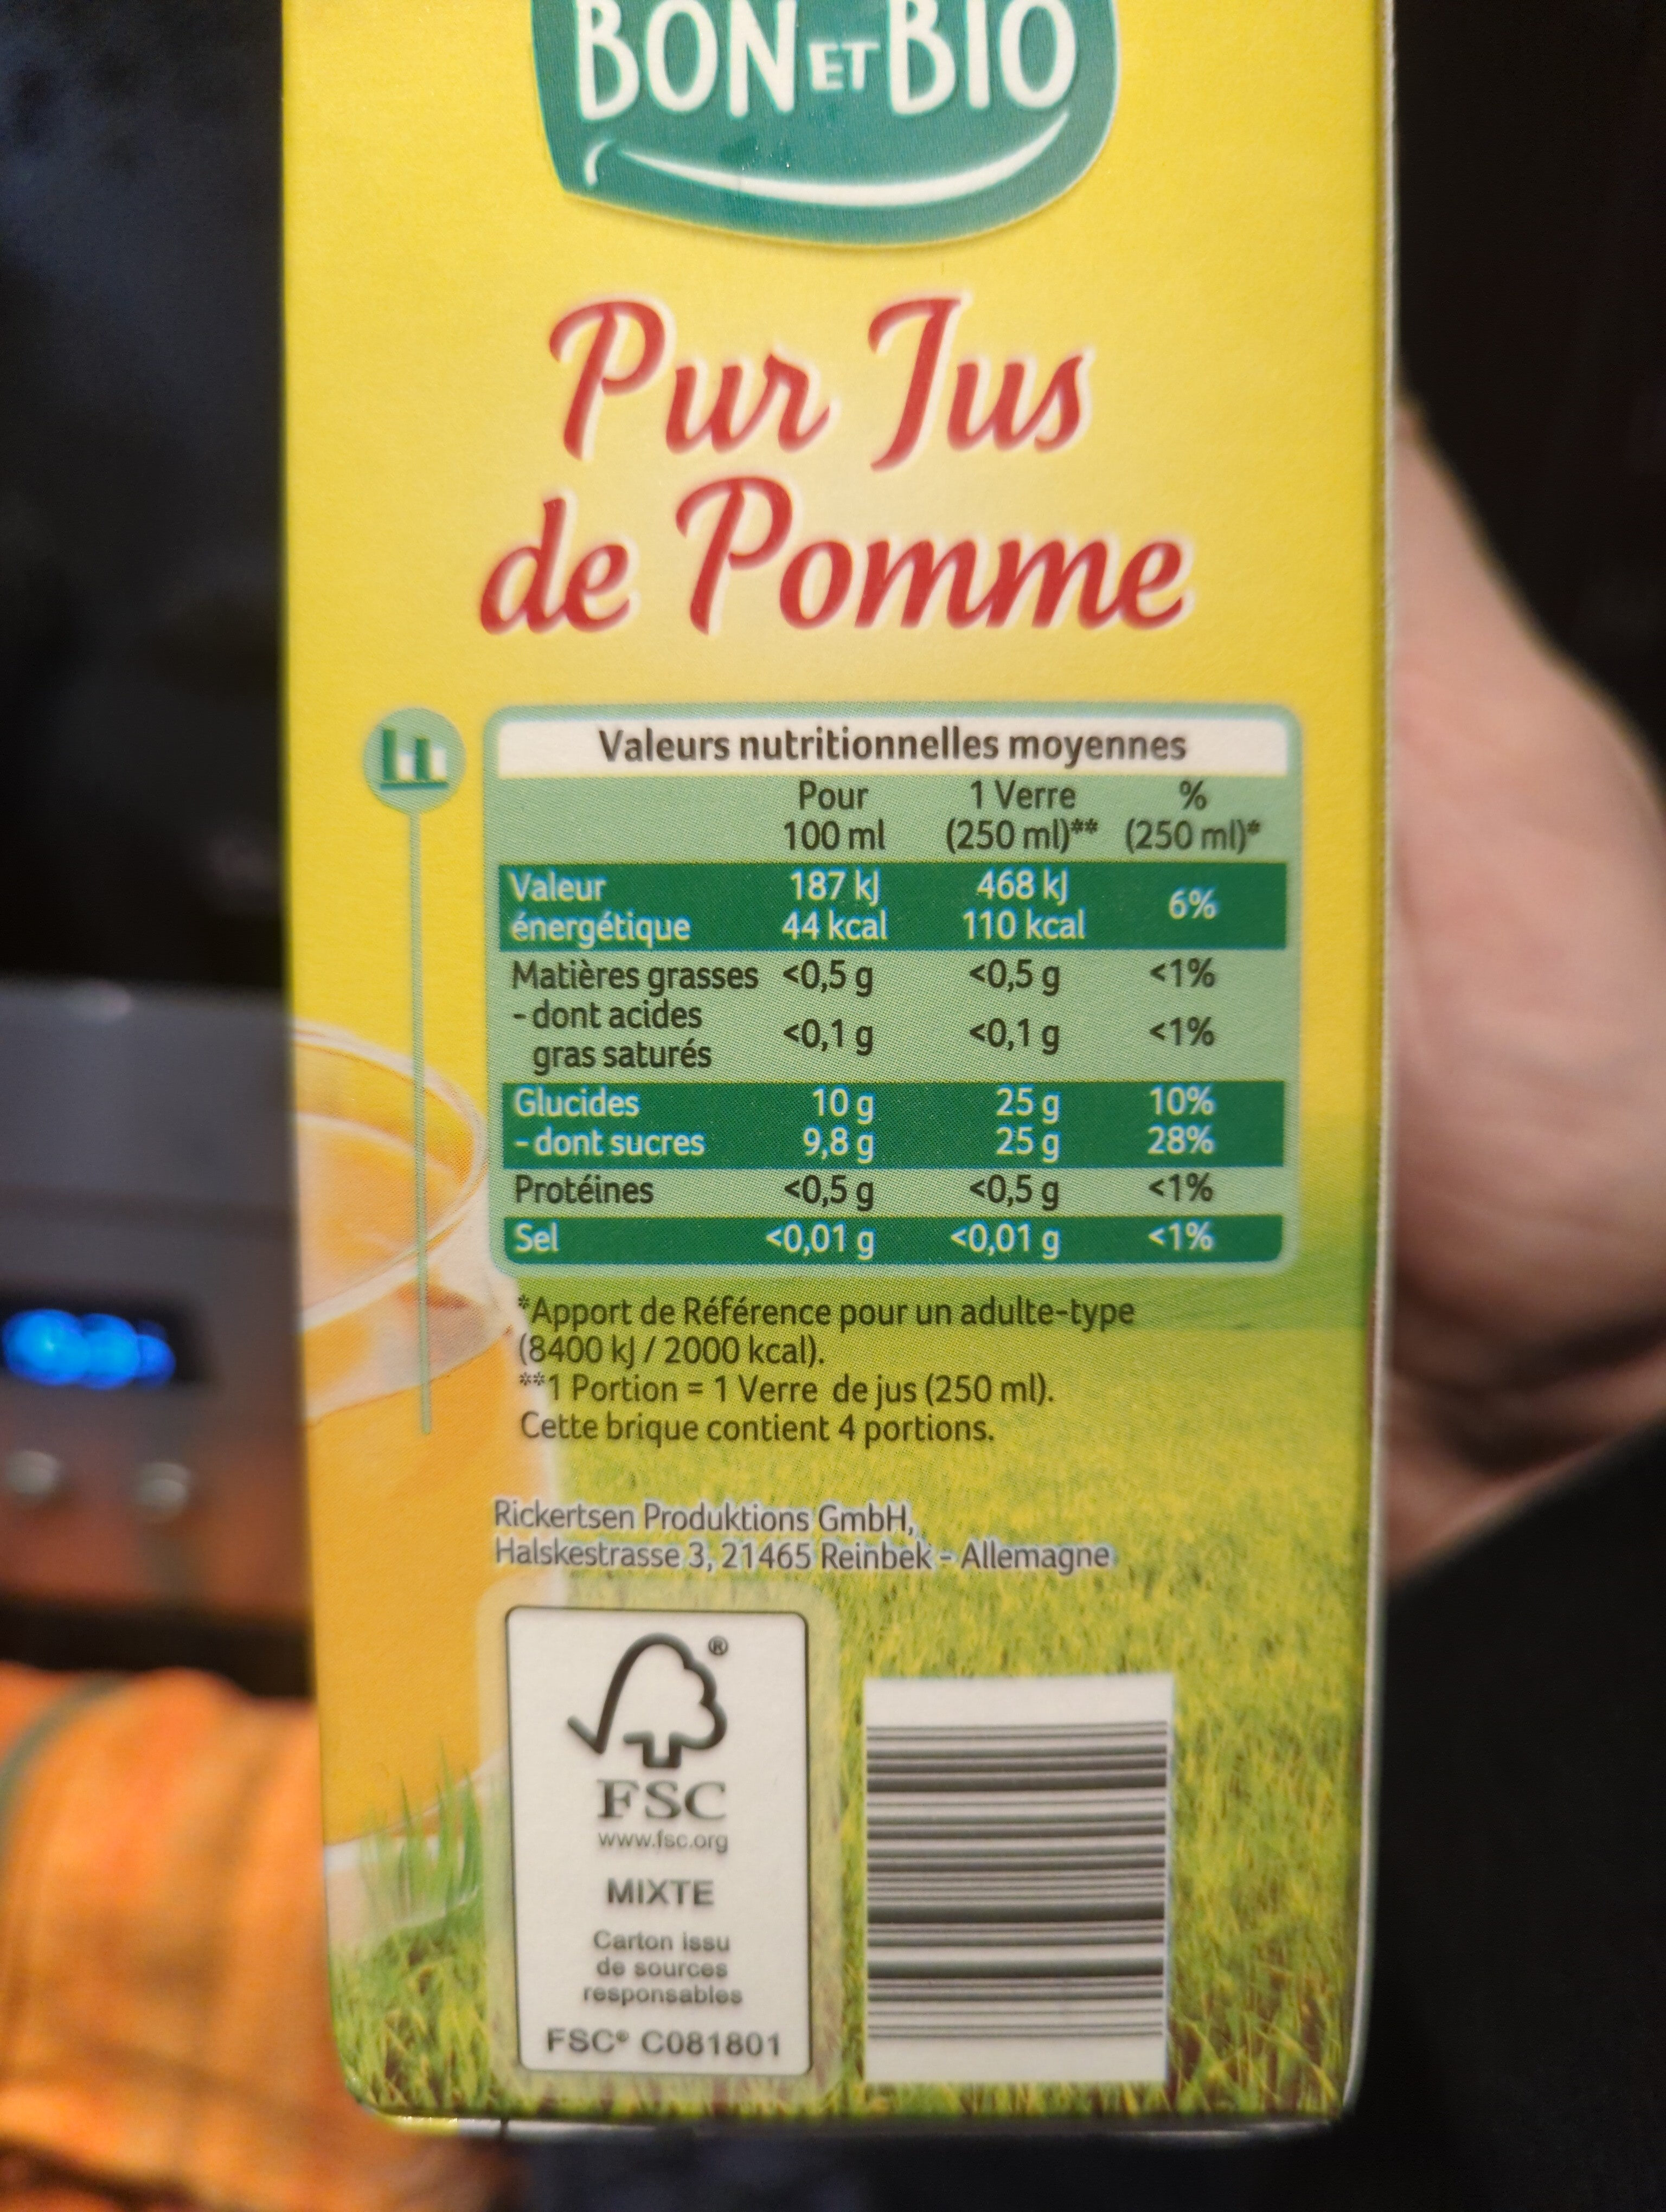 BON ET BIO
Pur Jus
de Pomme
Valeurs nutritionnelles moyennes
Pour 1 Verre %
100 ml (250 ml)** (250 ml)*
Valeur 187 kJ 468 kJ 6%
énergétique 44 kcal 110 kcal
Matières grasses <0,5 g <0,5 g <1%
- dont acides
gras saturés <0,1 g <0,1 g <1%
Glucides 10 g 25 g 10%
- dont sucres 9,8 g 25 g 28%
Protéines <0,5 g <0,5 g <1%
Sel <0,01 g <0,01 g <1%
*Apport de Référence pour un adulte-type
(8400 kJ / 2000 kcal).
**1 Portion = 1 Verre de jus (250 ml).
Cette brique contient 4 portions.
Rickertsen Produktions GmbH,
Halskestrasse 3, 21465 Reinbek - Allemagne
®
FSC
www.fsc.org
MIXTE
Carton issu
de sources
responsables
FSC® C081801